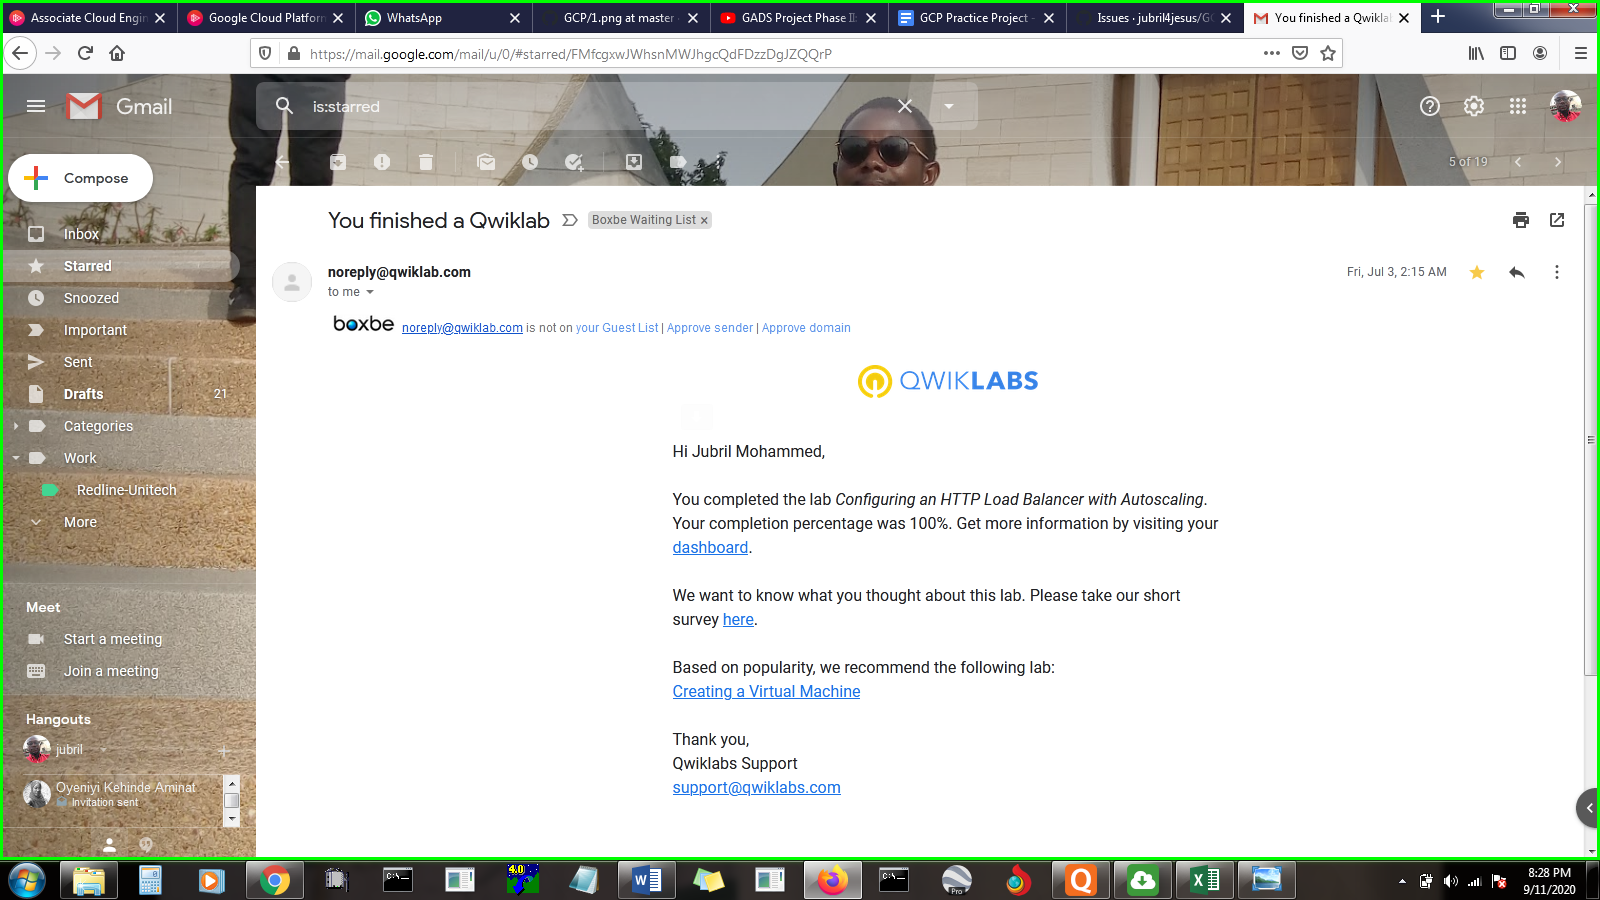 Associate Cloud Engin
Google Cloud Platform
WhatsApp
GCP/1.png at master
GADS Project Phase II:
GCP Practice Project -
Issues · jubril4jesus/GC
You finished a Qwiklab
https://mail.google.com/mail/u/0/#starred/FMfcgxwJWhsnMWJhgcQdFDzzDgJZQQrP
Gmail
is:starred
Compose
5 of 19
Inbox
Starred
Snoozed
Important
Sent
Drafts 21
Categories
Work
Redline-Unitech
More
Meet
Start a meeting
Join a meeting
Hangouts
jubril
Oyeniyi Kehinde Aminat
Invitation sent
You finished a Qwiklab
Boxbe Waiting List ×
noreply@qwiklab.com
Fri, Jul 3, 2:15 AM
to me
boxbe noreply@qwiklab.com is not on your Guest List | Approve sender | Approve domain
QWIKLABS
Hi Jubril Mohammed,
You completed the lab Configuring an HTTP Load Balancer with Autoscaling.
Your completion percentage was 100%. Get more information by visiting your
dashboard.
We want to know what you thought about this lab. Please take our short
survey here.
Based on popularity, we recommend the following lab:
Creating a Virtual Machine
Thank you,
Qwiklabs Support
support@qwiklabs.com
4.0
Pro
8:28 PM
9/11/2020